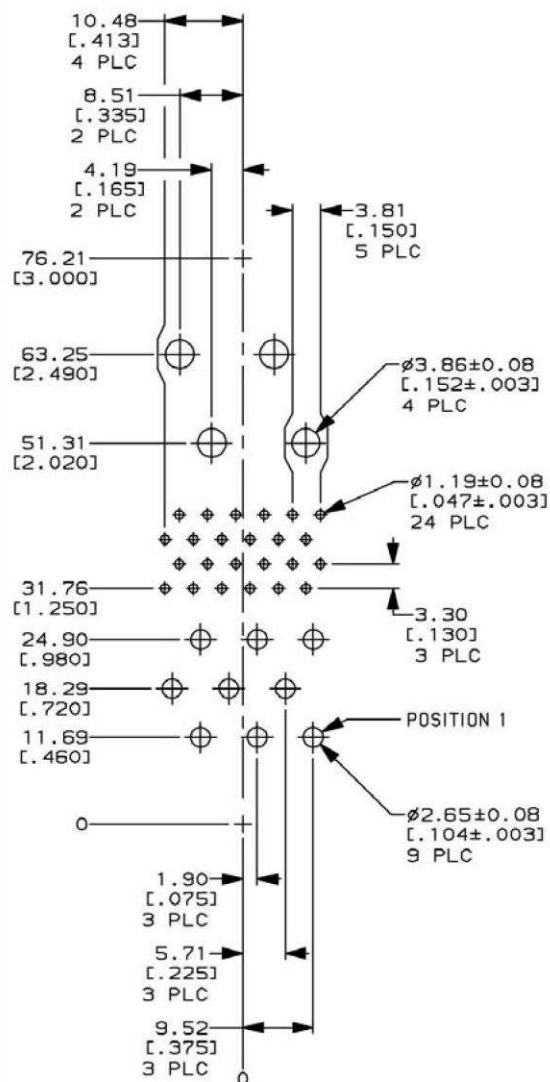 10.48
[.413]
4 PLC
8.51
[.335]
2 PLC
4.19
[.165]
2 PLC
3.81
[.150]
5 PLC
76.21
[3.000]
63.25
[2.490]
ø3.86±0.08
[.152±.003]
4 PLC
51.31
[2.020]
ø1.19±0.08
[.047±.003]
24 PLC
31.76
[1.250]
3.30
[.130]
3 PLC
24.90
[.980]
18.29
[.720]
POSITION 1
11.69
[.460]
ø2.65±0.08
[.104±.003]
9 PLC
0
1.90
[.075]
3 PLC
5.71
[.225]
3 PLC
9.52
[.375]
3 PLC
0